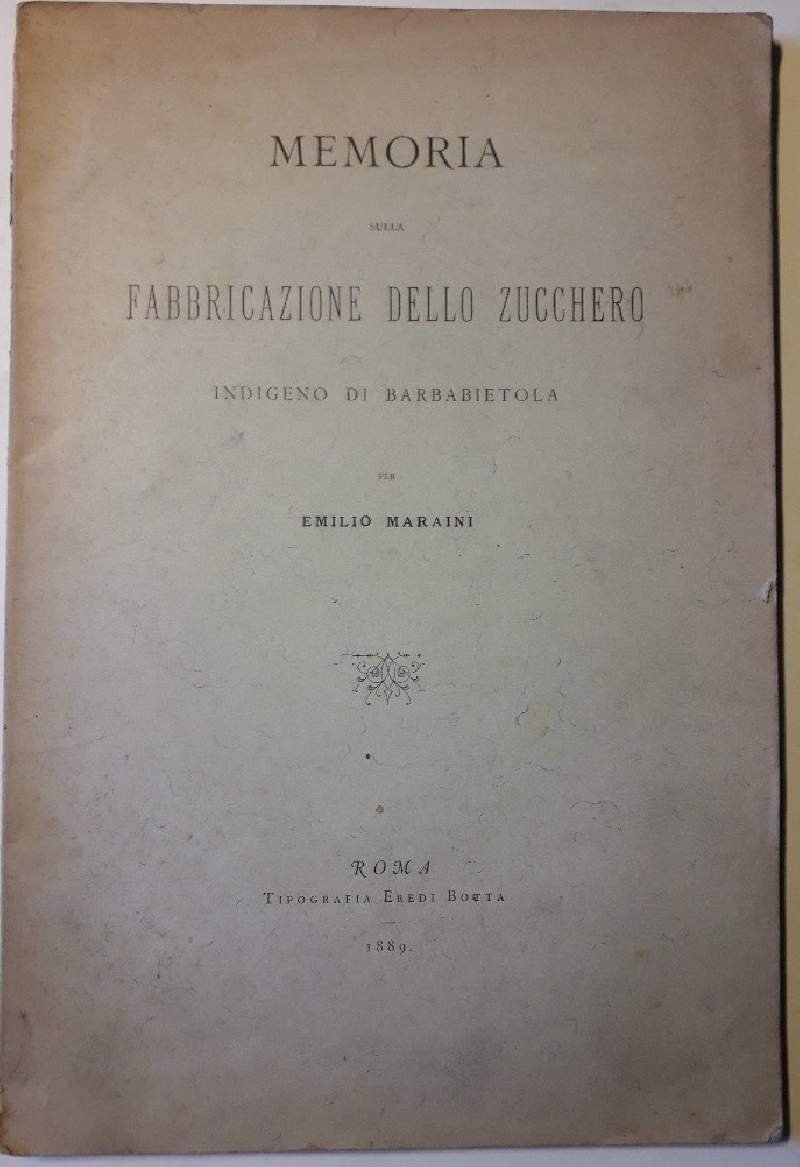 MEMORIA
SULLA
FABBRICAZIONE DELLO ZUCCHERO
INDIGENO DI BARBABIETOLA
PER
EMILIO MARAINI
ROMA
TIPOGRAFIA EREDI BOTTA
1889.